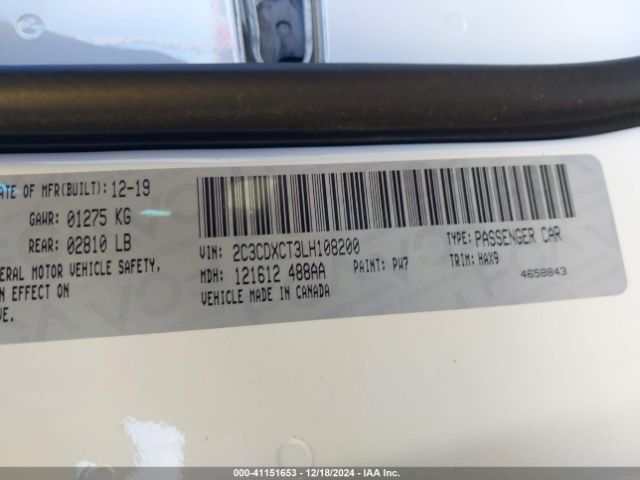 ATE OF MFR(BUILT): 12-19
GAWR: 01275 KG
REAR: 02810 LB
ERAL MOTOR VEHICLE SAFETY,
N EFFECT ON
VE.
VIN: 2C3CDXCT3LH108200
MDH: 121612 488AA
VEHICLE MADE IN CANADA
PAINT: PW7
TYPE: PASSENGER CAR
TRIM: HAX9
4658843
000-41151653 / 12/18/2024 - IAA Inc.